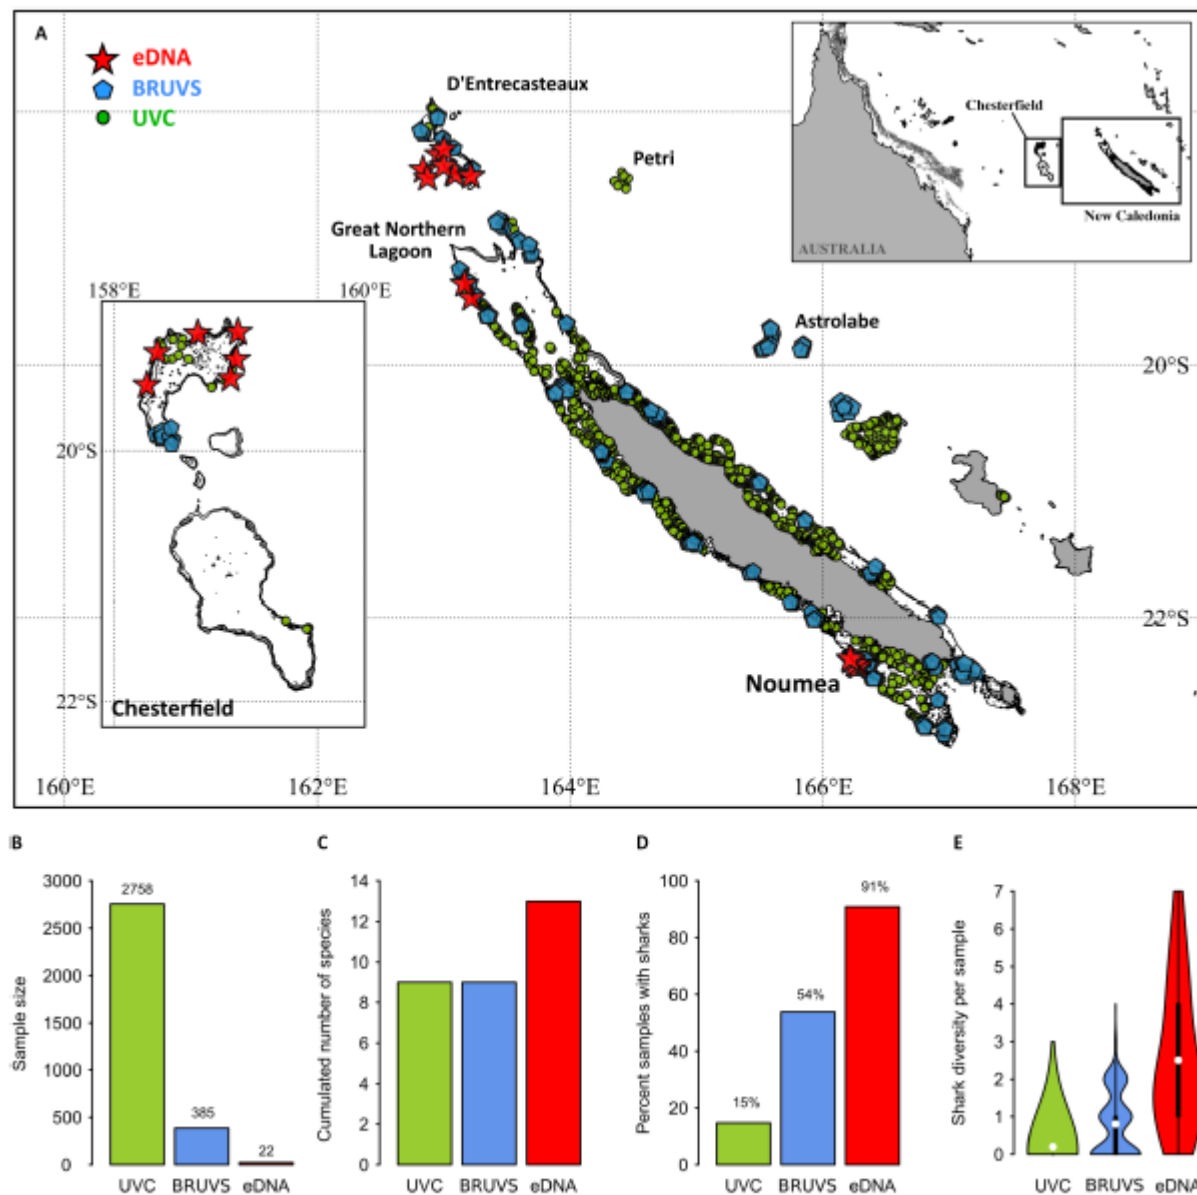 A
eDNA
BRUVS
UVC
D'Entrecasteaux
Petri
Great Northern
Lagoon
Astrolabe
Noumea
Chesterfield
New Caledonia
AUSTRALIA
158°E
160°E
20°S
22°S
Chesterfield
20°S
22°S
160°E
162°E
164°E
166°E
168°E
B
Sample size
3000
2500
2000
1500
1000
500
0
2758
385
22
UVC
BRUVS
eDNA
C
Cumulated number of species
14
12
10
8
6
4
2
0
UVC
BRUVS
eDNA
D
Percent samples with sharks
100
80
60
40
20
0
15%
54%
91%
UVC
BRUVS
eDNA
E
Shark diversity per sample
7
6
5
4
3
2
1
0
UVC
BRUVS
eDNA